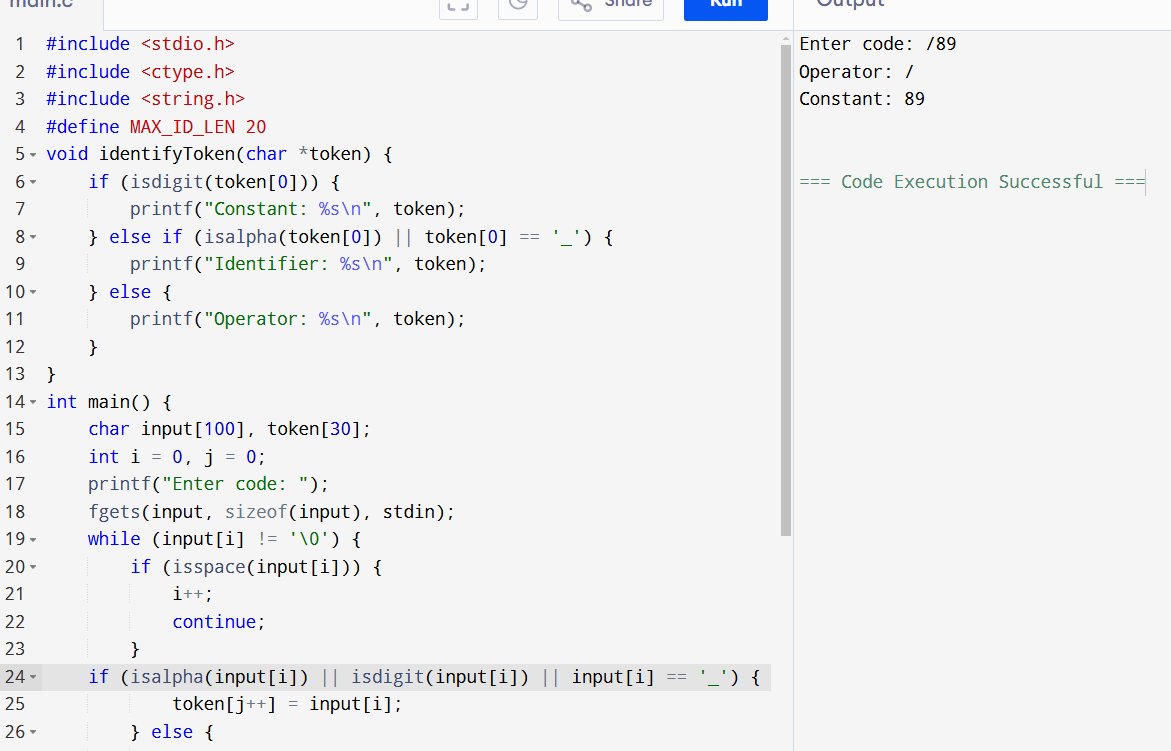 main.c
Share
Run
Output
1 #include <stdio.h>
2 #include <ctype.h>
3 #include <string.h>
4 #define MAX_ID_LEN 20
5 void identifyToken(char *token) {
6     if (isdigit(token[0])) {
7         printf("Constant: %s\n", token);
8     } else if (isalpha(token[0]) || token[0] == '_') {
9         printf("Identifier: %s\n", token);
10     } else {
11         printf("Operator: %s\n", token);
12     }
13 }
14 int main() {
15     char input[100], token[30];
16     int i = 0, j = 0;
17     printf("Enter code: ");
18     fgets(input, sizeof(input), stdin);
19     while (input[i] != '\0') {
20         if (isspace(input[i])) {
21             i++;
22             continue;
23         }
24     if (isalpha(input[i]) || isdigit(input[i]) || input[i] == '_') {
25             token[j++] = input[i];
26         } else {
Enter code: /89
Operator: /
Constant: 89
=== Code Execution Successful ===